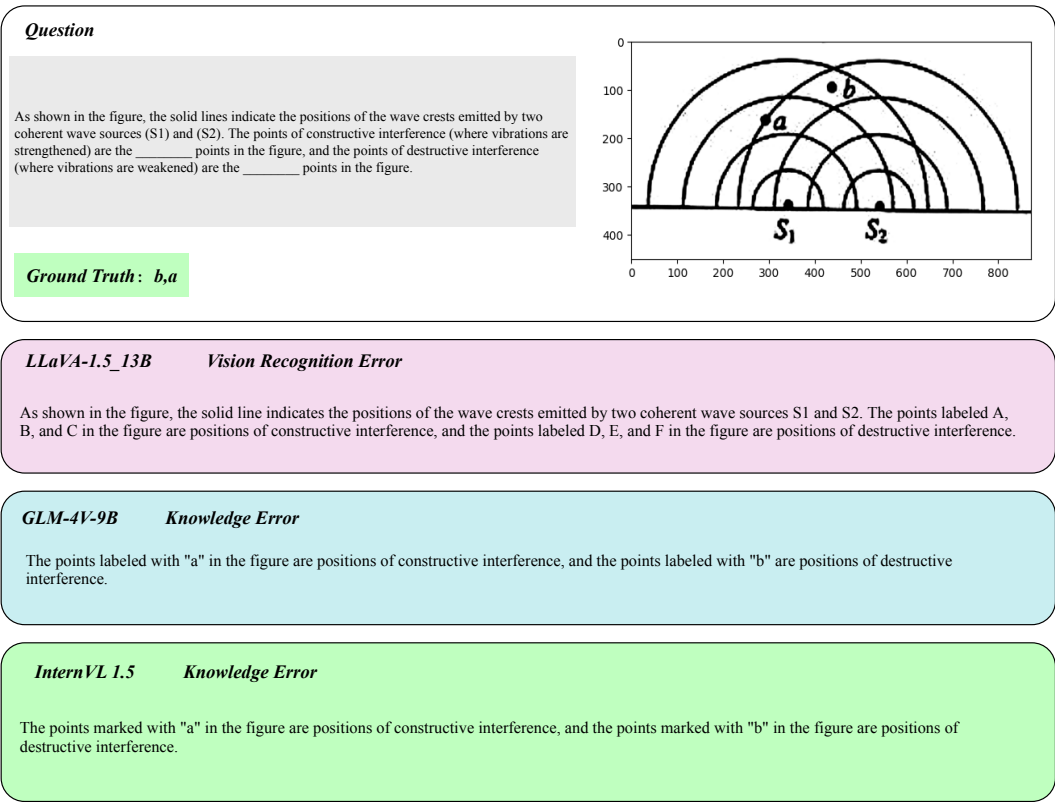 Question
As shown in the figure, the solid lines indicate the positions of the wave crests emitted by two
coherent wave sources (S1) and (S2). The points of constructive interference (where vibrations are
strengthened) are the ________ points in the figure, and the points of destructive interference
(where vibrations are weakened) are the ________ points in the figure.
Ground Truth: b,a
0
100
200
300
400
b
a
S1 S2
0 100 200 300 400 500 600 700 800
LLaVA-1.5_13B Vision Recognition Error
As shown in the figure, the solid line indicates the positions of the wave crests emitted by two coherent wave sources S1 and S2. The points labeled A,
B, and C in the figure are positions of constructive interference, and the points labeled D, E, and F in the figure are positions of destructive interference.
GLM-4V-9B Knowledge Error
The points labeled with "a" in the figure are positions of constructive interference, and the points labeled with "b" are positions of destructive
interference.
InternVL 1.5 Knowledge Error
The points marked with "a" in the figure are positions of constructive interference, and the points marked with "b" in the figure are positions of
destructive interference.